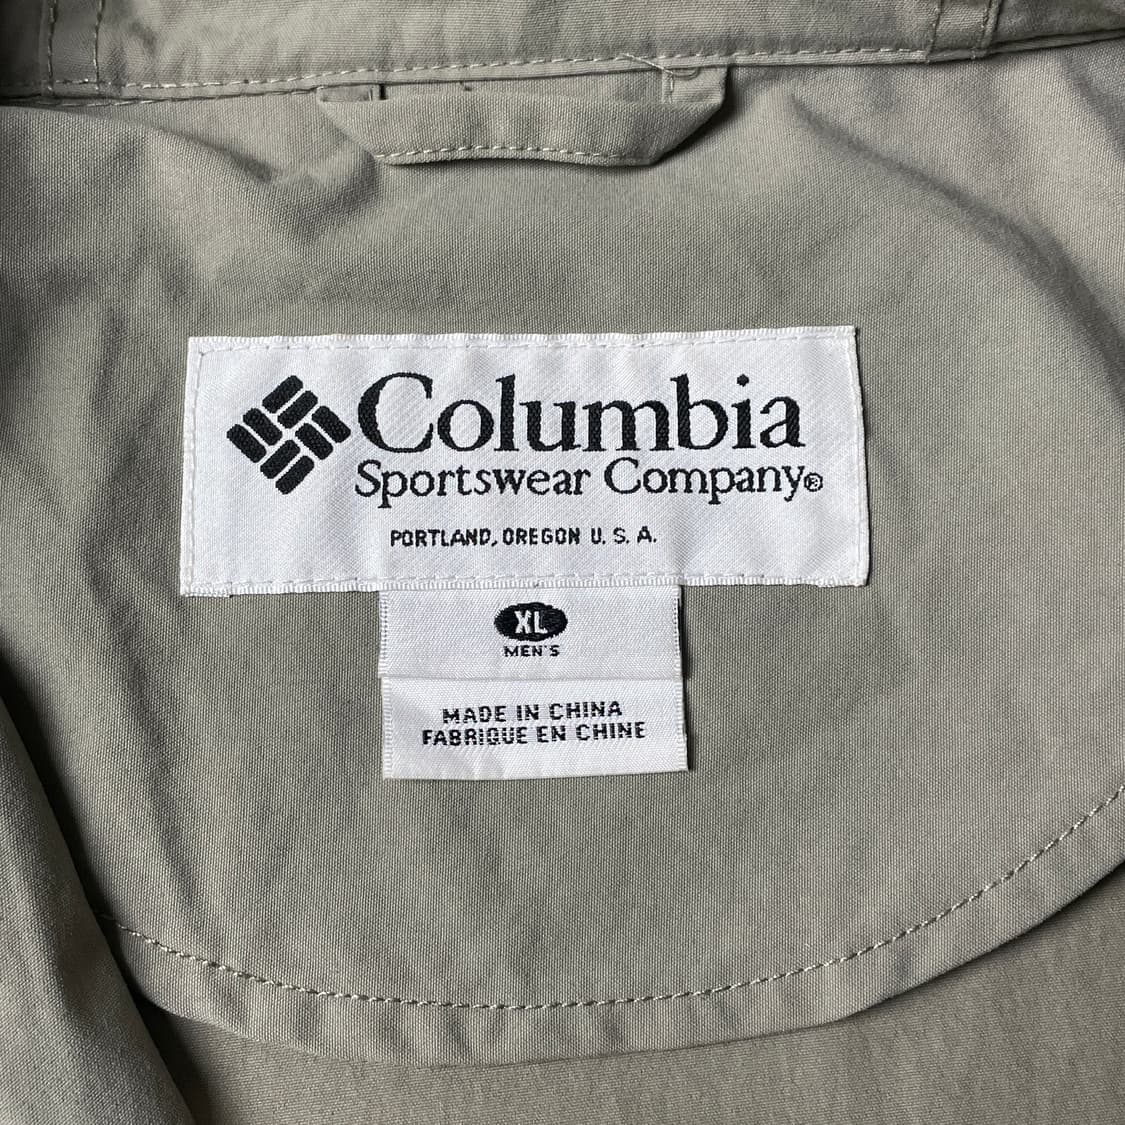 Columbia
Sportswear Company®
PORTLAND, OREGON U. S. A.
XL
MEN'S
MADE IN CHINA
FABRIQUE EN CHINE